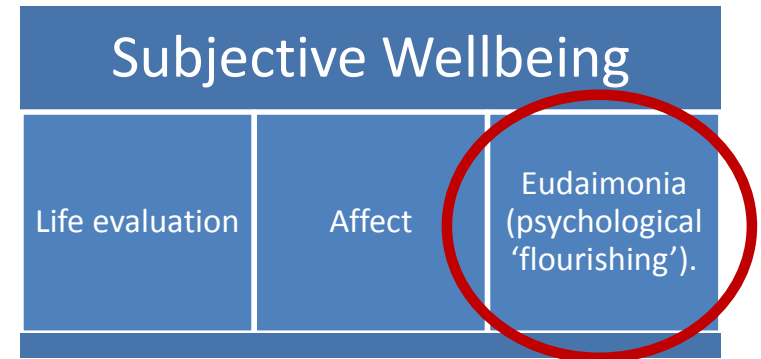 Subjective Wellbeing
Life evaluation
Affect
Eudaimonia
(psychological
‘flourishing’).